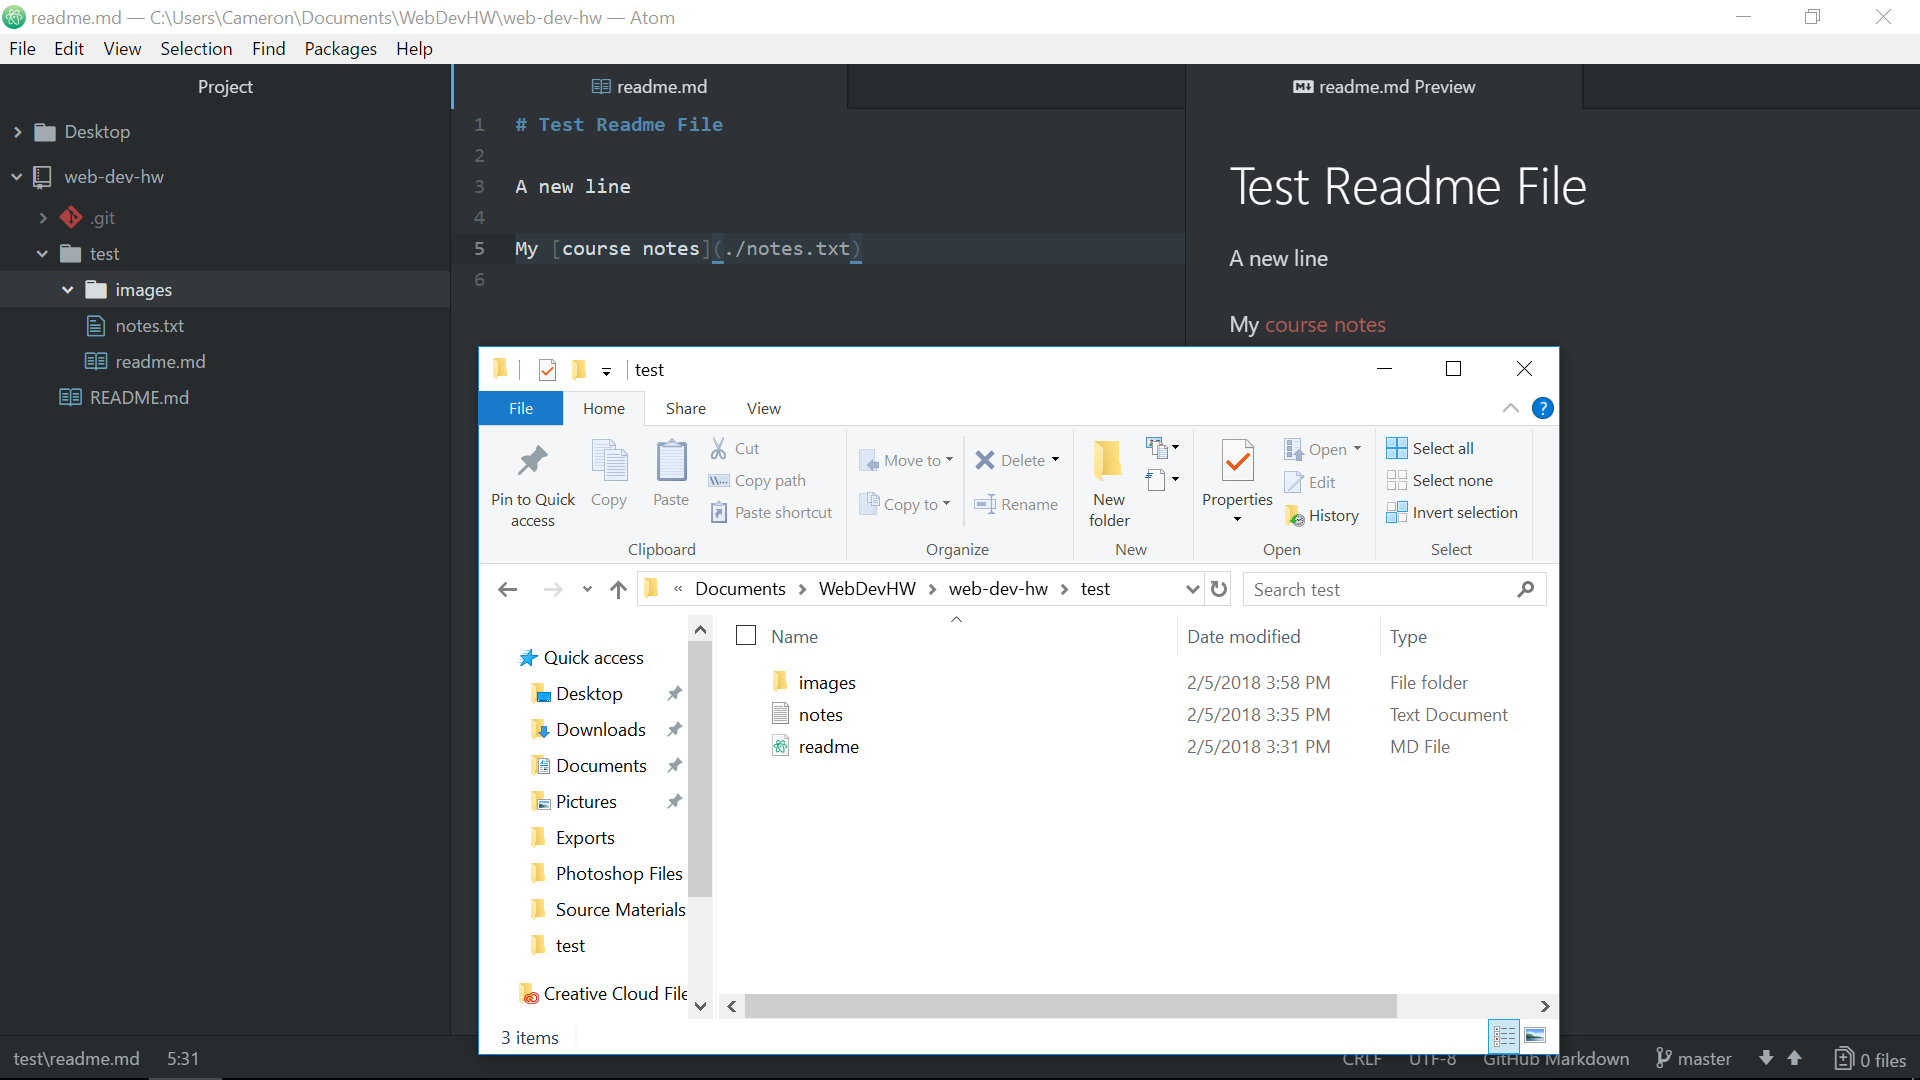 readme.md — C:\Users\Cameron\Documents\WebDevHW\web-dev-hw — Atom
File Edit View Selection Find Packages Help
Project
Desktop
web-dev-hw
.git
test
images
notes.txt
readme.md
README.md
readme.md
1 # Test Readme File
2
3 A new line
4
5 My [course notes](./notes.txt)
6
readme.md Preview
Test Readme File
A new line
My course notes
test
File Home Share View
Pin to Quick access
Copy
Paste
Cut
Copy path
Paste shortcut
Clipboard
Move to
Copy to
Delete
Rename
Organize
New folder
New
Properties
Open
Edit
History
Open
Select all
Select none
Invert selection
Select
« Documents > WebDevHW > web-dev-hw > test
Search test
Quick access
Desktop
Downloads
Documents
Pictures
Exports
Photoshop Files
Source Materials
test
Creative Cloud File
Name Date modified Type
images 2/5/2018 3:58 PM File folder
notes 2/5/2018 3:35 PM Text Document
readme 2/5/2018 3:31 PM MD File
3 items
test\readme.md 5:31 CRLF UTF-8 GitHub Markdown master 0 files